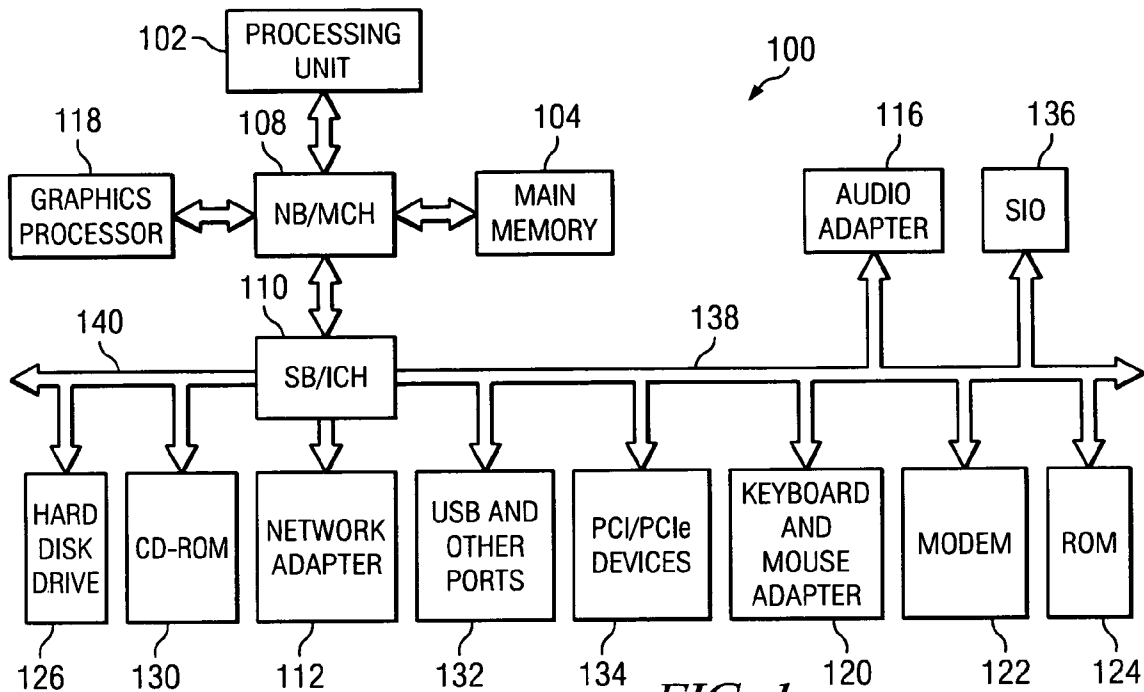 102
PROCESSING
UNIT
100
118
108
104
116
136
GRAPHICS
PROCESSOR
NB/MCH
MAIN
MEMORY
AUDIO
ADAPTER
SIO
110
140
138
SB/ICH
HARD
DISK
DRIVE
CD-ROM
NETWORK
ADAPTER
USB AND
OTHER
PORTS
PCI/PCIe
DEVICES
KEYBOARD
AND
MOUSE
ADAPTER
MODEM
ROM
126
130
112
132
134
120
122
124